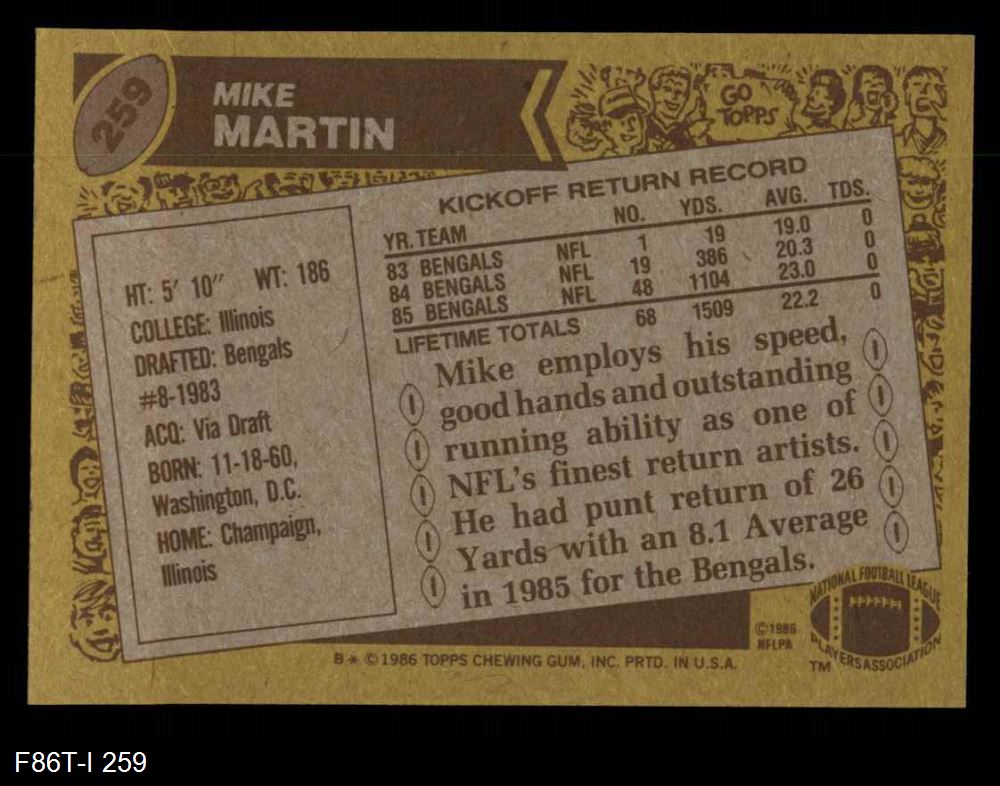 259
MIKE
MARTIN
GO
TOPPS
KICKOFF RETURN RECORD
YR. TEAM NO. YDS. AVG. TDS.
83 BENGALS NFL 1 19 19.0 0
84 BENGALS NFL 19 386 20.3 0
85 BENGALS NFL 48 1104 23.0 0
LIFETIME TOTALS 68 1509 22.2 0
HT: 5′ 10″ WT: 186
COLLEGE: Illinois
DRAFTED: Bengals
#8-1983
ACQ: Via Draft
BORN: 11-18-60,
Washington, D.C.
HOME: Champaign,
Illinois
Mike employs his speed,
good hands and outstanding
running ability as one of
NFL's finest return artists.
He had punt return of 26
Yards with an 8.1 Average
in 1985 for the Bengals.
NATIONAL FOOTBALL LEAGUE
PLAYERS ASSOCIATION
TM
©1986
NFLPA
B * © 1986 TOPPS CHEWING GUM, INC. PRTD. IN U.S.A.
F86T-I 259